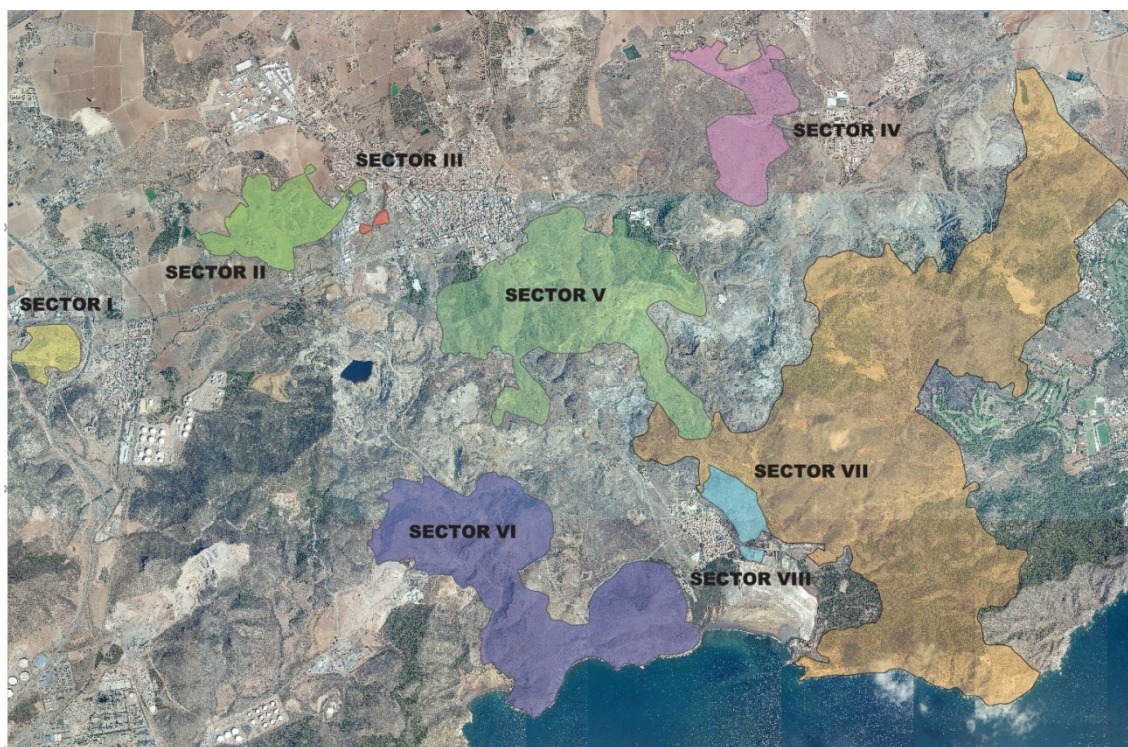 SECTOR IV
SECTOR III
SECTOR II
SECTOR I
SECTOR V
SECTOR VII
SECTOR VI
SECTOR VIII